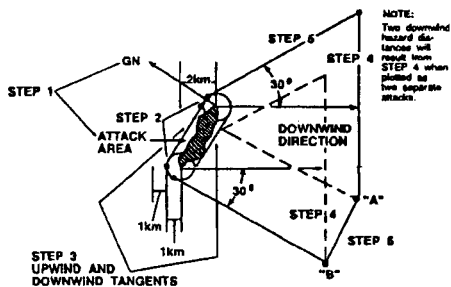 NOTE:
Two downwind
hazard dis-
tances will
result from
STEP 4 when
plotted as
two separate
attacks.
STEP 5
STEP 4
GN
2km
30°
STEP 1
STEP 2
ATTACK
AREA
DOWNWIND
DIRECTION
30°
"A"
STEP 4
1km
1km
STEP 5
STEP 3
UPWIND AND
DOWNWIND TANGENTS
"B"